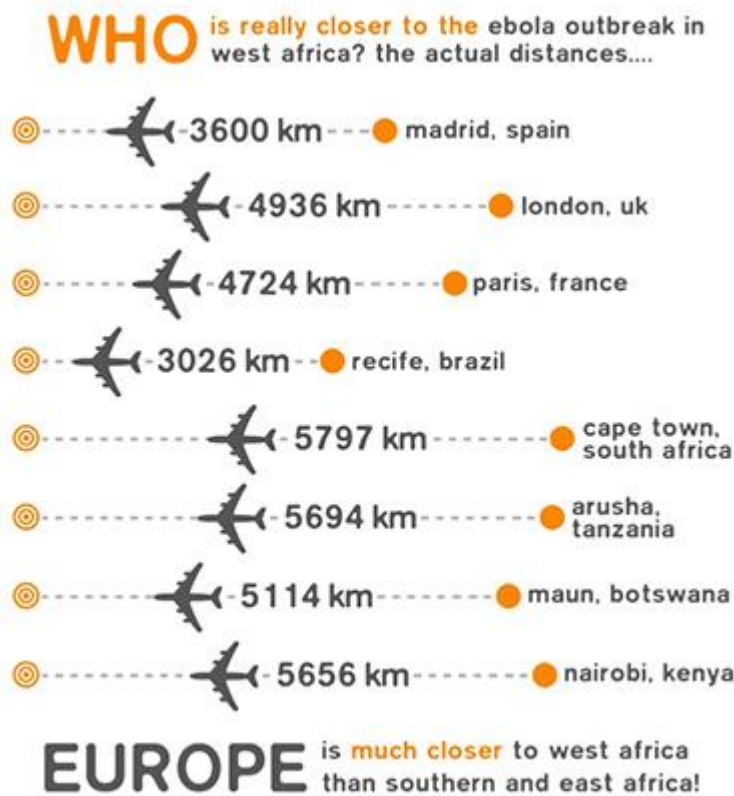 WHO is really closer to the ebola outbreak in
west africa? the actual distances....
3600 km madrid, spain
4936 km london, uk
4724 km paris, france
3026 km recife, brazil
5797 km cape town,
south africa
5694 km arusha,
tanzania
5114 km maun, botswana
5656 km nairobi, kenya
EUROPE is much closer to west africa
than southern and east africa!